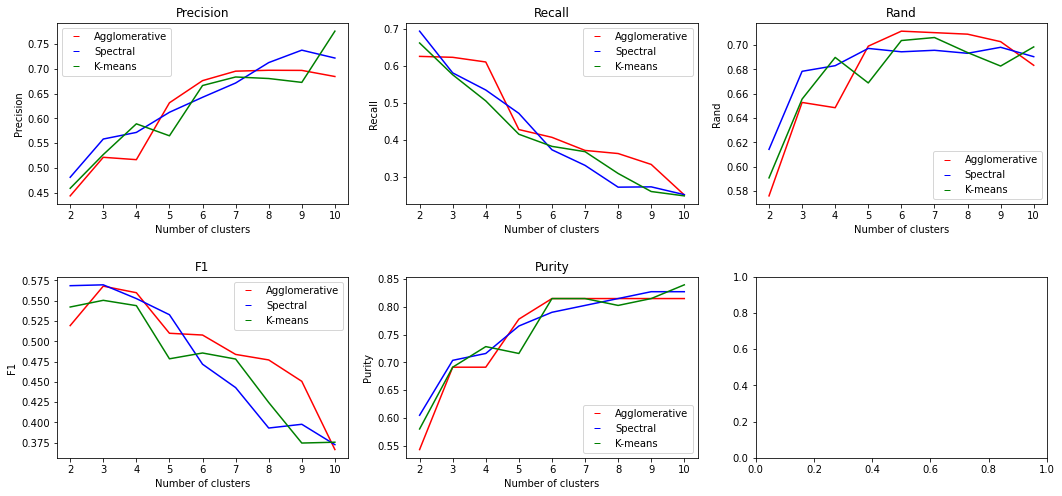 Precision
Precision
0.75
0.70
0.65
0.60
0.55
0.50
0.45
Agglomerative
Spectral
K-means
2 3 4 5 6 7 8 9 10
Number of clusters
Recall
Recall
0.7
0.6
0.5
0.4
0.3
Agglomerative
Spectral
K-means
2 3 4 5 6 7 8 9 10
Number of clusters
Rand
Rand
0.70
0.68
0.66
0.64
0.62
0.60
0.58
Agglomerative
Spectral
K-means
2 3 4 5 6 7 8 9 10
Number of clusters
F1
F1
0.575
0.550
0.525
0.500
0.475
0.450
0.425
0.400
0.375
Agglomerative
Spectral
K-means
2 3 4 5 6 7 8 9 10
Number of clusters
Purity
Purity
0.85
0.80
0.75
0.70
0.65
0.60
0.55
Agglomerative
Spectral
K-means
2 3 4 5 6 7 8 9 10
Number of clusters
1.0
0.8
0.6
0.4
0.2
0.0
0.0 0.2 0.4 0.6 0.8 1.0